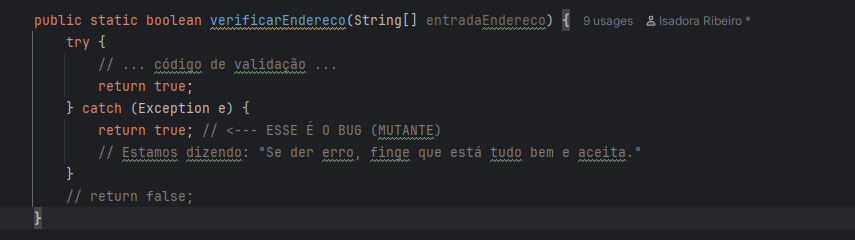 public static boolean verificarEndereco(String[] entradaEndereco) { 9 usages Isadora Ribeiro *
try {
// ... código de validação ...
return true;
} catch (Exception e) {
return true; // <--- ESSE É O BUG (MUTANTE)
// Estamos dizendo: "Se der erro, finge que está tudo bem e aceita."
}
// return false;
}